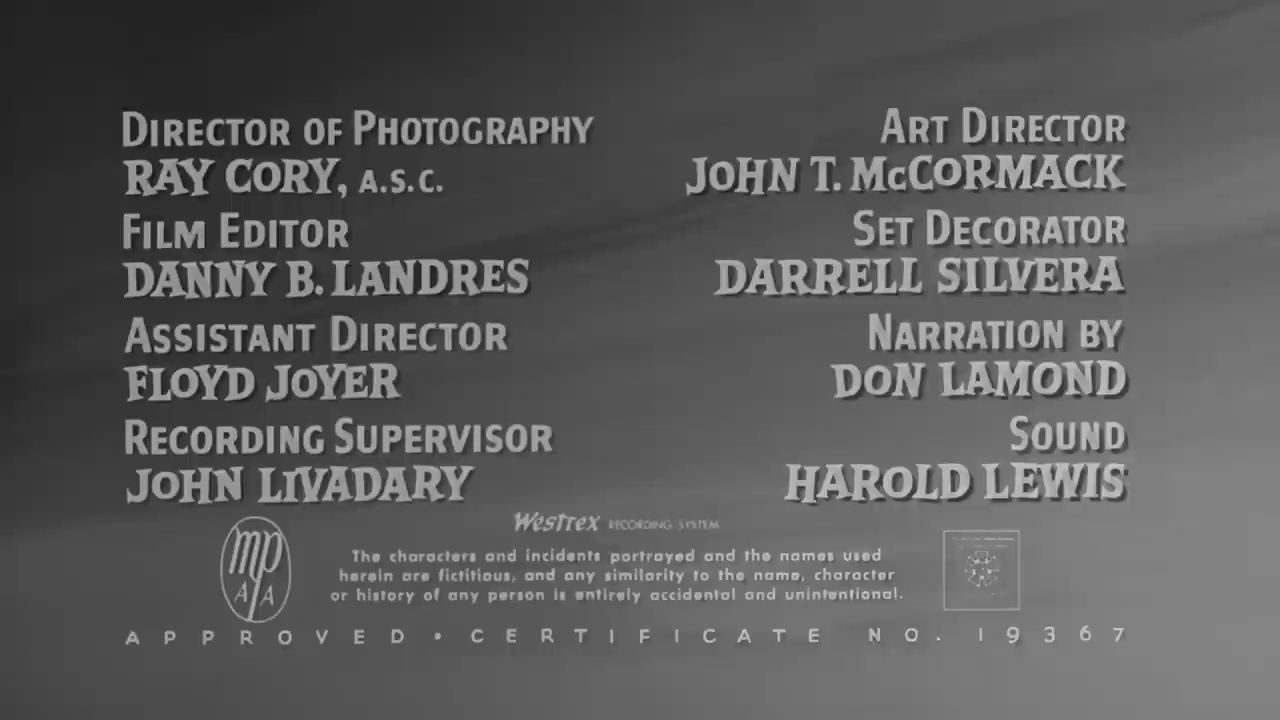 DIRECTOR OF PHOTOGRAPHY
RAY CORY, A.S.C.
FILM EDITOR
DANNY B. LANDRES
ASSISTANT DIRECTOR
FLOYD JOYER
RECORDING SUPERVISOR
JOHN LIVADARY
ART DIRECTOR
JOHN T. McCORMACK
SET DECORATOR
DARRELL SILVERA
NARRATION BY
DON LAMOND
SOUND
HAROLD LEWIS
Westrex RECORDING SYSTEM
The characters and incidents portrayed and the names used
herein are fictitious, and any similarity to the name, character
or history of any person is entirely accidental and unintentional.
MPAA
APPROVED • CERTIFICATE NO. 19367